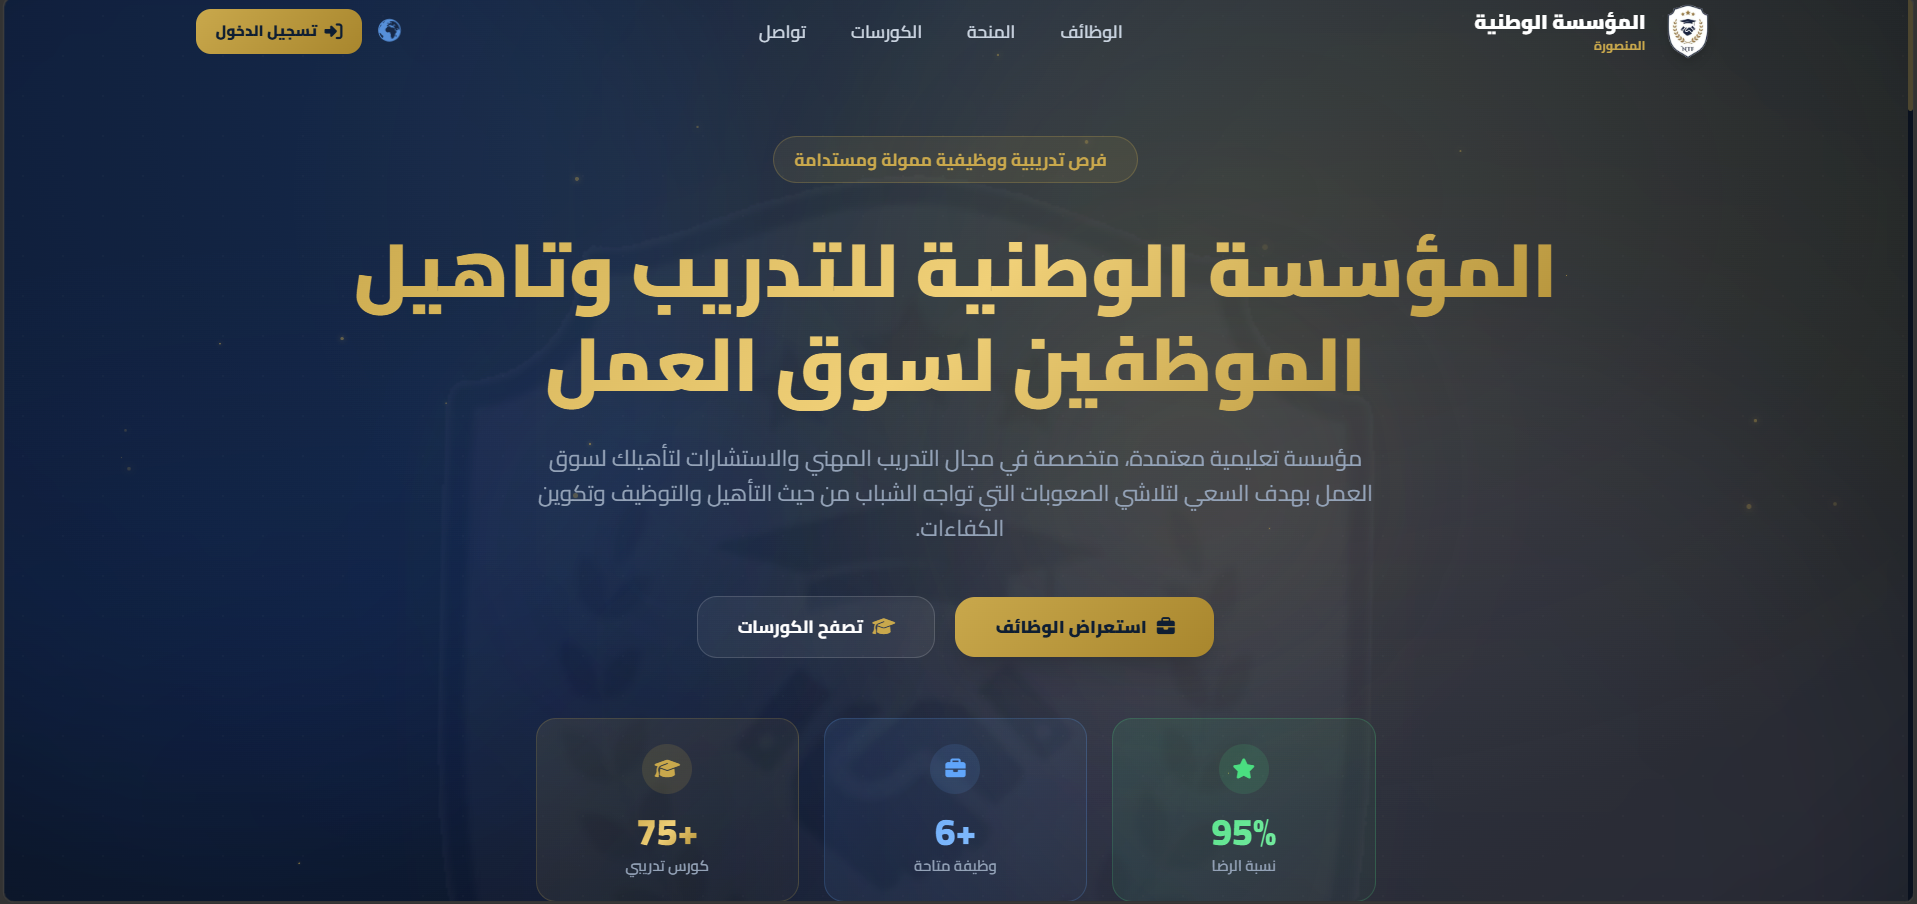 المؤسسة الوطنية
المنصورة
الوظائف
المنحة
الكورسات
تواصل
تسجيل الدخول
فرص تدريبية ووظيفية ممولة ومستدامة
المؤسسة الوطنية للتدريب وتاهيل
الموظفين لسوق العمل
مؤسسة تعليمية معتمدة، متخصصة في مجال التدريب المهني والاستشارات لتأهيلك لسوق
العمل بهدف السعي لتلاشي الصعوبات التي تواجه الشباب من حيث التأهيل والتوظيف وتكوين
الكفاءات.
استعراض الوظائف
تصفح الكورسات
95%
نسبة الرضا
6+
وظيفة متاحة
75+
كورس تدريبي